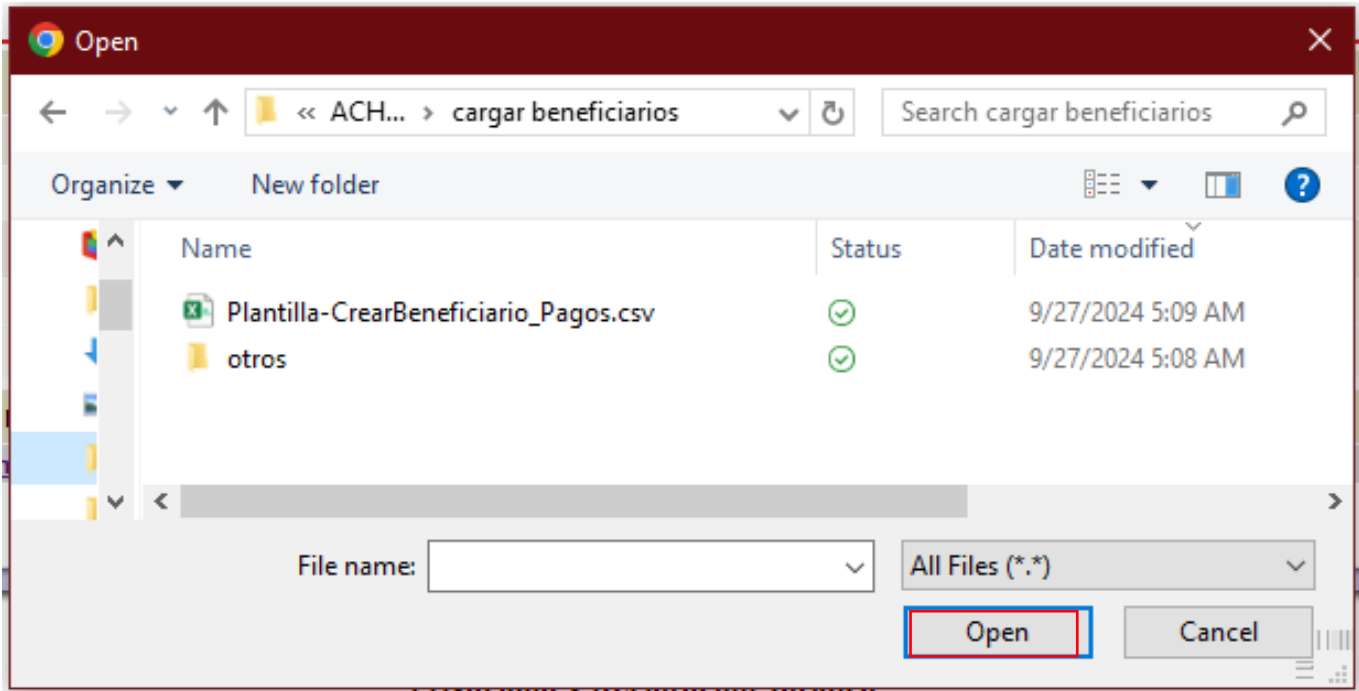 Open
« ACH... > cargar beneficiarios
Search cargar beneficiarios
Organize
New folder
Name Status Date modified
Plantilla-CrearBeneficiario_Pagos.csv 9/27/2024 5:09 AM
otros 9/27/2024 5:08 AM
File name:
All Files (*.*)
Open Cancel